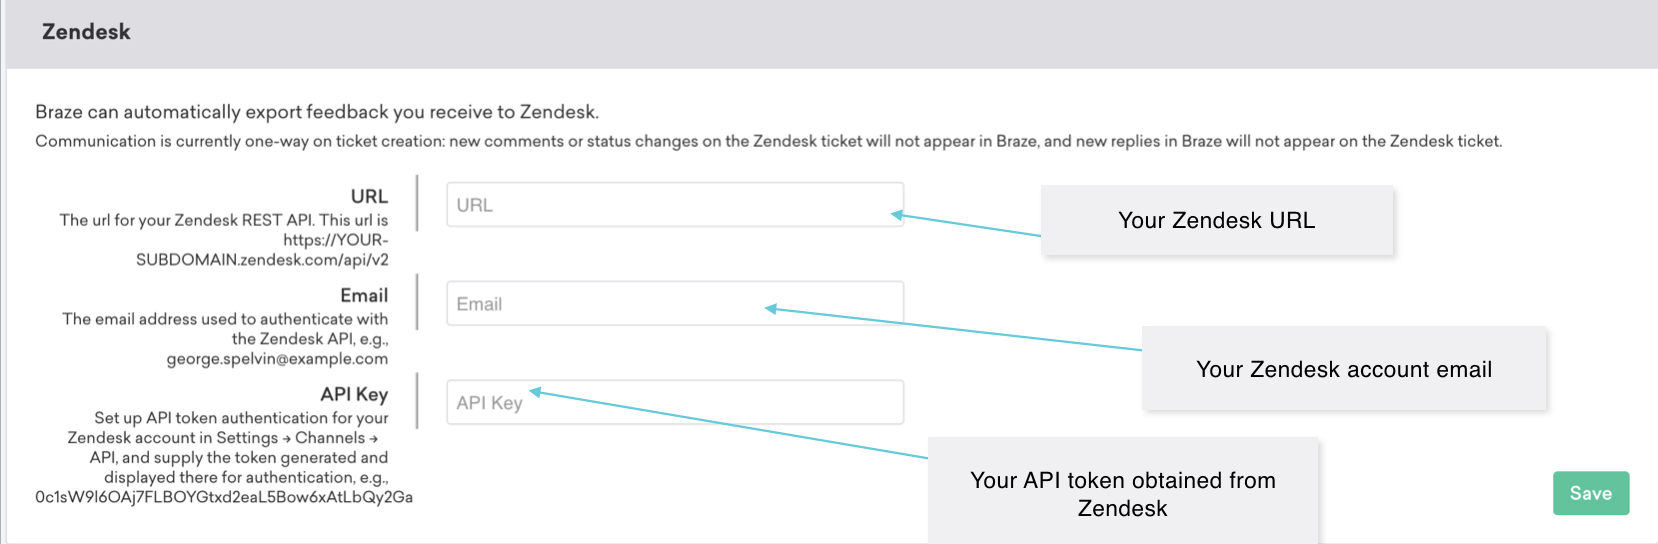 Zendesk
Braze can automatically export feedback you receive to Zendesk.
Communication is currently one-way on ticket creation: new comments or status changes on the Zendesk ticket will not appear in Braze, and new replies in Braze will not appear on the Zendesk ticket.
URL
The url for your Zendesk REST API. This url is
https://YOUR-
SUBDOMAIN.zendesk.com/api/v2
URL
Your Zendesk URL
Email
The email address used to authenticate with
the Zendesk API, e.g.,
george.spelvin@example.com
Email
Your Zendesk account email
API Key
Set up API token authentication for your
Zendesk account in Settings → Channels →
API, and supply the token generated and
displayed there for authentication, e.g.,
0c1sW9I6OAj7FLBOYGtxd2eaL5Bow6xAtLbQy2Ga
API Key
Your API token obtained from
Zendesk
Save